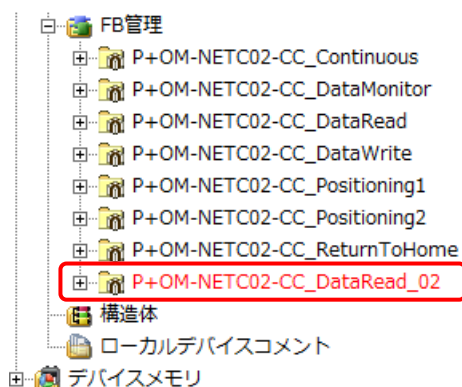 FB管理
P+OM-NETC02-CC_Continuous
P+OM-NETC02-CC_DataMonitor
P+OM-NETC02-CC_DataRead
P+OM-NETC02-CC_DataWrite
P+OM-NETC02-CC_Positioning1
P+OM-NETC02-CC_Positioning2
P+OM-NETC02-CC_ReturnToHome
P+OM-NETC02-CC_DataRead_02
構造体
ローカルデバイスコメント
デバイスメモリ